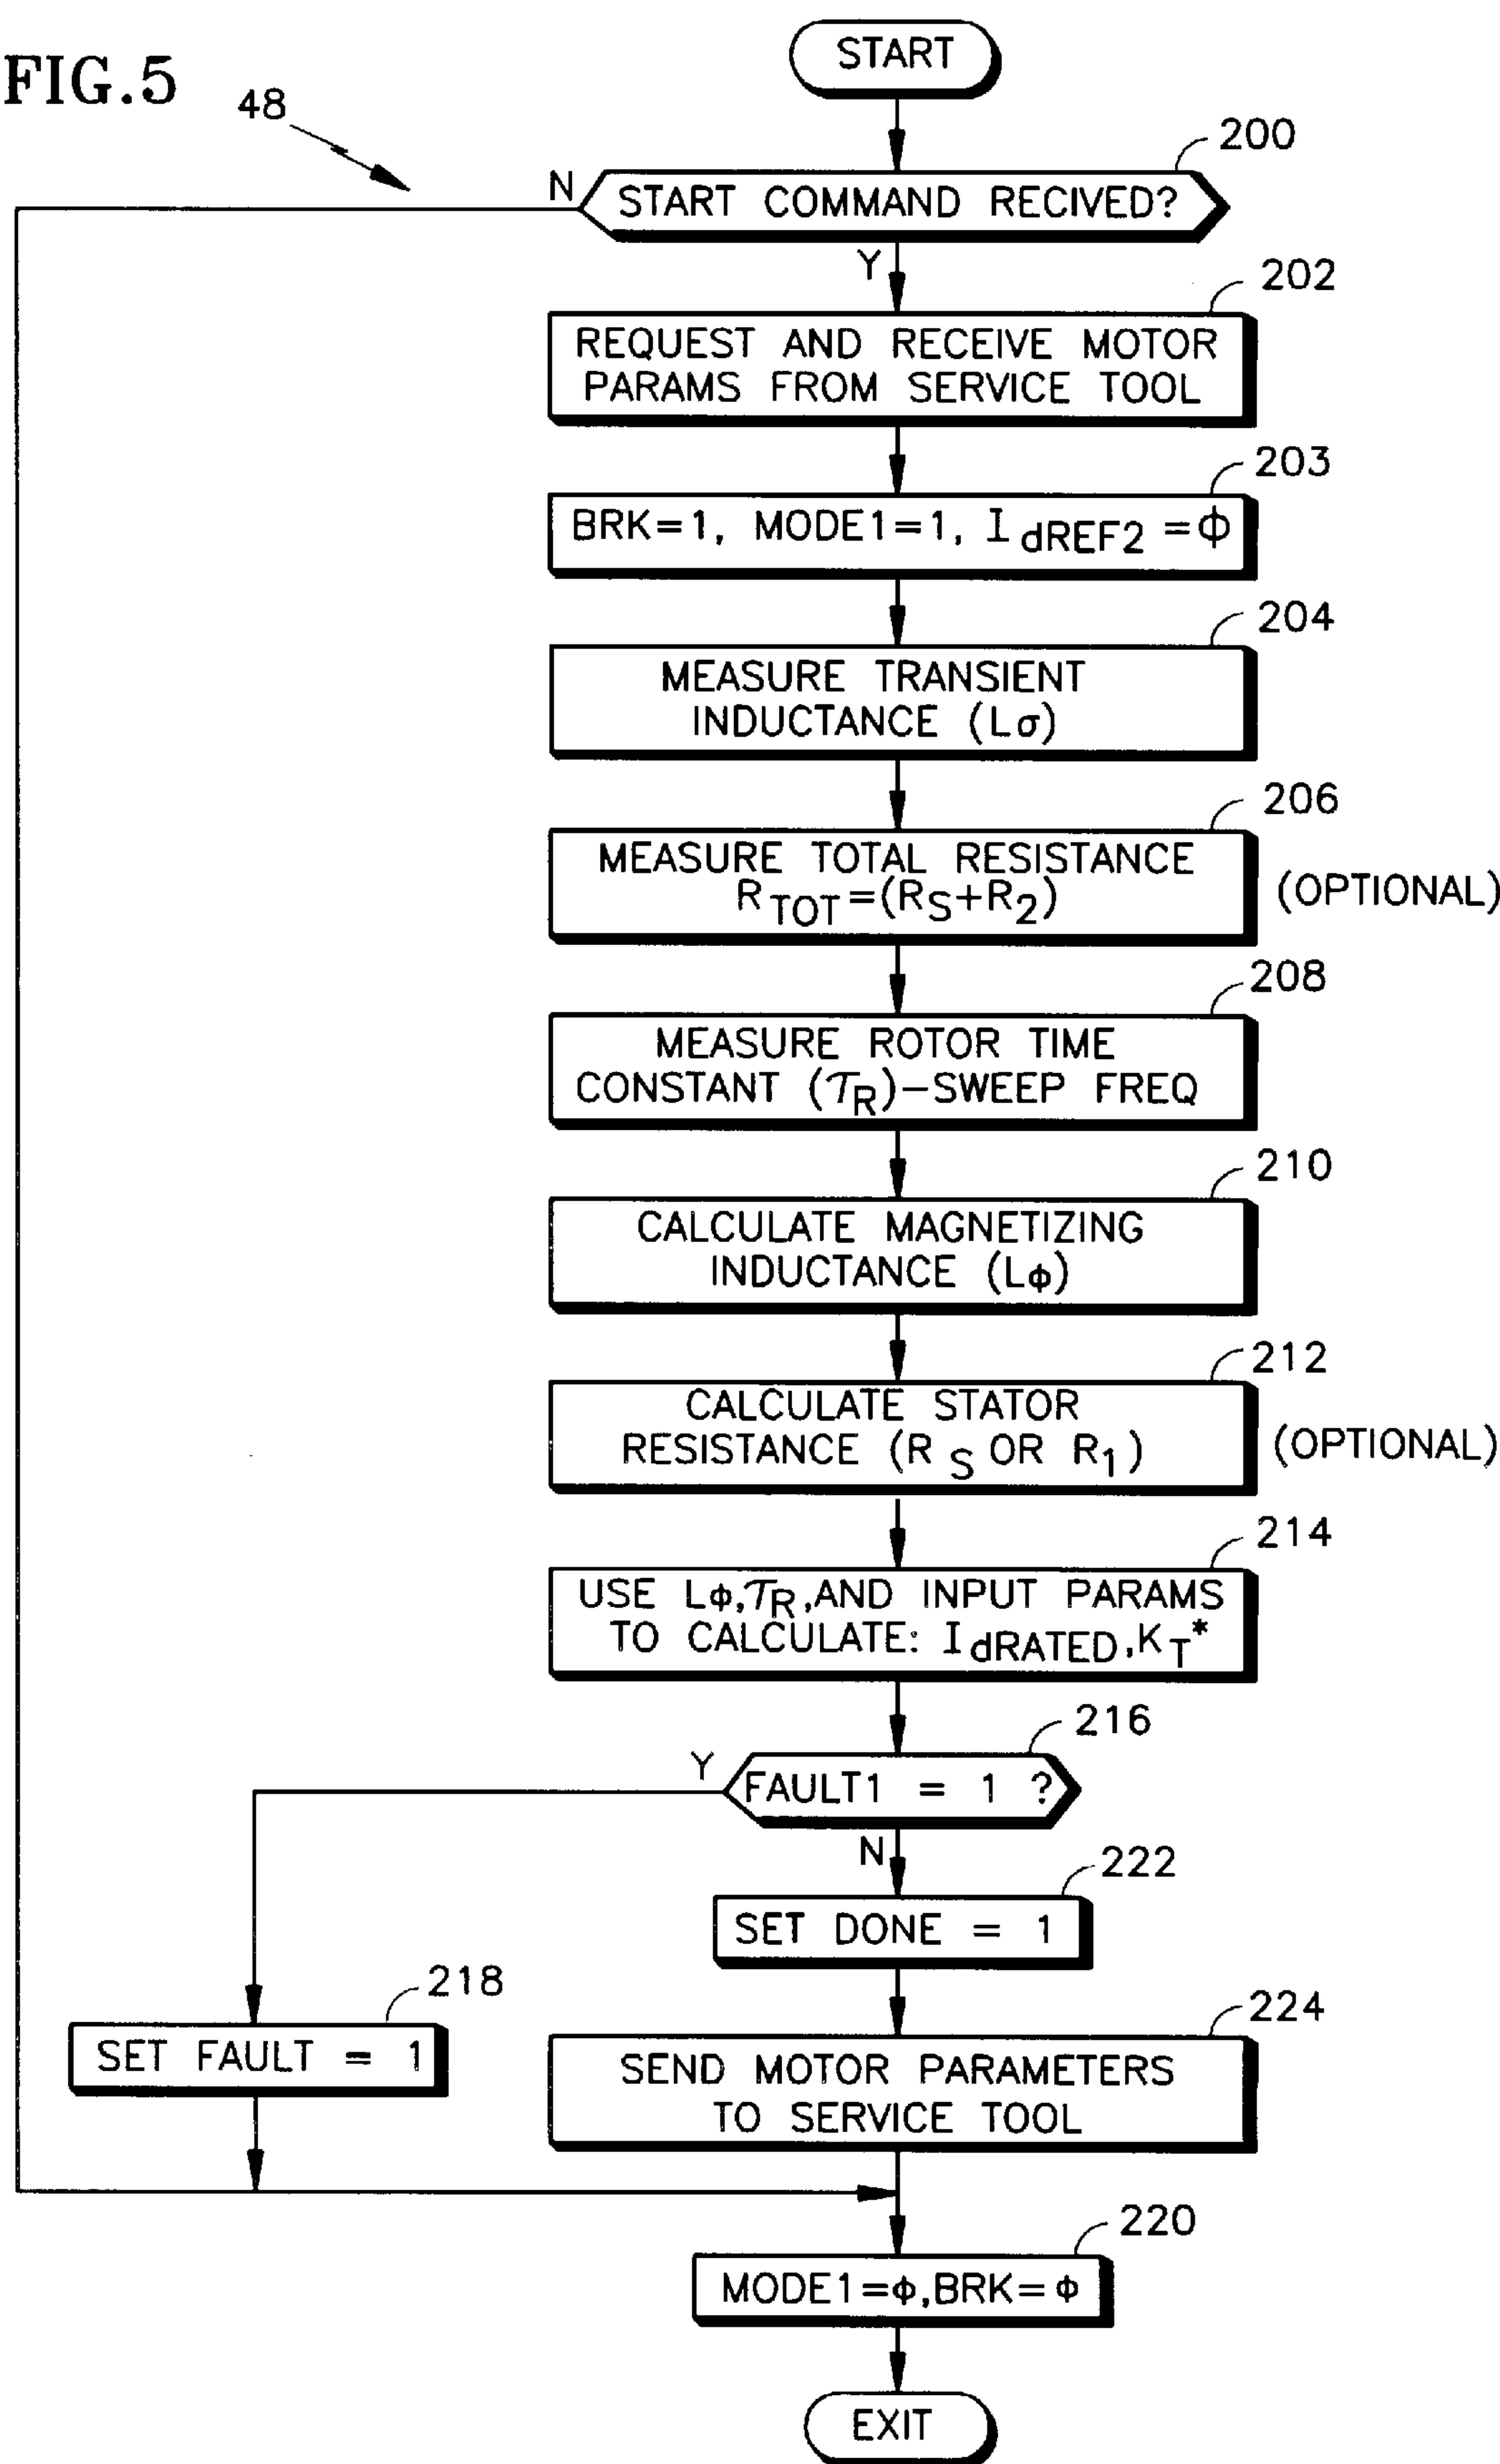 FIG.5
48
START
200
N
START COMMAND RECIVED?
Y
202
REQUEST AND RECEIVE MOTOR
PARAMS FROM SERVICE TOOL
203
BRK=1, MODE1=1, I dREF2 =ϕ
204
MEASURE TRANSIENT
INDUCTANCE (Lσ)
206
MEASURE TOTAL RESISTANCE
R TOT=(RS+R2)
(OPTIONAL)
208
MEASURE ROTOR TIME
CONSTANT (τR)–SWEEP FREQ
210
CALCULATE MAGNETIZING
INDUCTANCE (Lϕ)
212
CALCULATE STATOR
RESISTANCE (R S OR R1)
(OPTIONAL)
214
USE Lϕ,τR,AND INPUT PARAMS
TO CALCULATE: I dRATED,KT*
216
Y
FAULT1 = 1 ?
N
222
SET DONE = 1
218
SET FAULT = 1
224
SEND MOTOR PARAMETERS
TO SERVICE TOOL
220
MODE1=ϕ,BRK=ϕ
EXIT